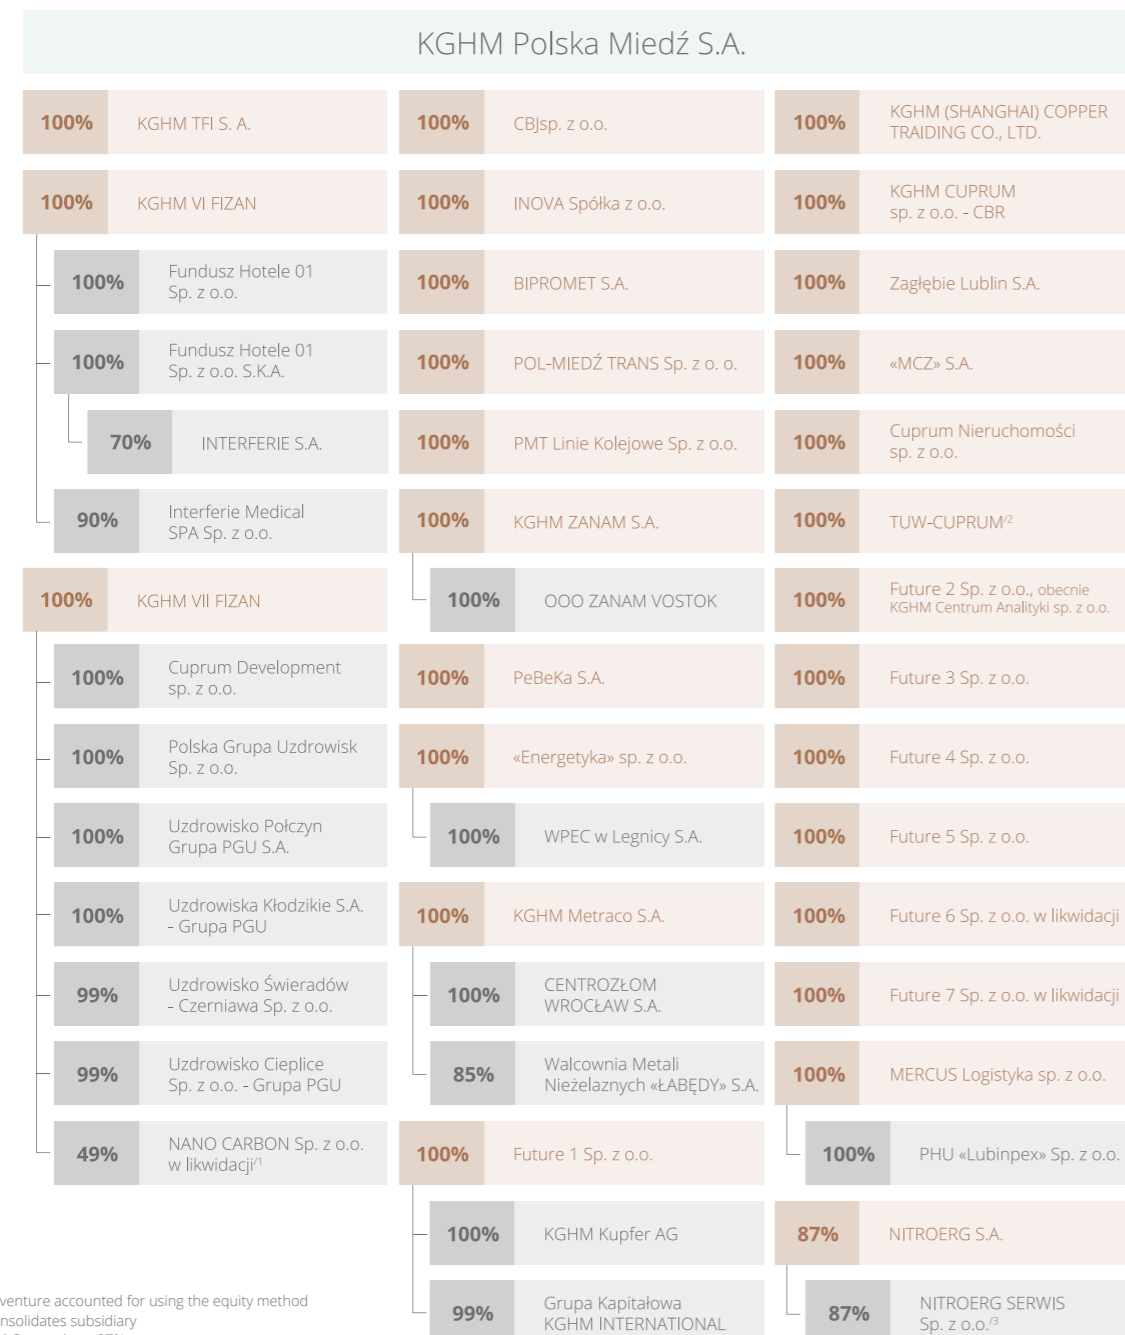 KGHM Polska Miedź S.A.
100%
KGHM TFI S. A.
100%
KGHM VI FIZAN
100%
Fundusz Hotele 01
Sp. z o.o.
100%
Fundusz Hotele 01
Sp. z o.o. S.K.A.
70%
INTERFERIE S.A.
90%
Interferie Medical
SPA Sp. z o.o.
100%
KGHM VII FIZAN
100%
Cuprum Development
sp. z o.o.
100%
Polska Grupa Uzdrowisk
Sp. z o.o.
100%
Uzdrowisko Połczyn
Grupa PGU S.A.
100%
Uzdrowiska Kłodzikie S.A.
- Grupa PGU
99%
Uzdrowisko Świeradów
- Czerniawa Sp. z o.o.
99%
Uzdrowisko Cieplice
Sp. z o.o. - Grupa PGU
49%
NANO CARBON Sp. z o.o.
w likwidacji/1
100%
CBJsp. z o.o.
100%
INOVA Spółka z o.o.
100%
BIPROMET S.A.
100%
POL-MIEDŹ TRANS Sp. z o. o.
100%
PMT Linie Kolejowe Sp. z o.o.
100%
KGHM ZANAM S.A.
100%
OOO ZANAM VOSTOK
100%
PeBeKa S.A.
100%
«Energetyka» sp. z o.o.
100%
WPEC w Legnicy S.A.
100%
KGHM Metraco S.A.
100%
CENTROZŁOM
WROCŁAW S.A.
85%
Walcownia Metali
Nieżelaznych «ŁABĘDY» S.A.
100%
Future 1 Sp. z o.o.
100%
KGHM Kupfer AG
99%
Grupa Kapitałowa
KGHM INTERNATIONAL
100%
KGHM (SHANGHAI) COPPER
TRAIDING CO., LTD.
100%
KGHM CUPRUM
sp. z o.o. - CBR
100%
Zagłębie Lublin S.A.
100%
«MCZ» S.A.
100%
Cuprum Nieruchomości
sp. z o.o.
100%
TUW-CUPRUM/2
100%
Future 2 Sp. z o.o., obecnie
KGHM Centrum Analityki sp. z o.o.
100%
Future 3 Sp. z o.o.
100%
Future 4 Sp. z o.o.
100%
Future 5 Sp. z o.o.
100%
Future 6 Sp. z o.o. w likwidacji
100%
Future 7 Sp. z o.o. w likwidacji
100%
MERCUS Logistyka sp. z o.o.
100%
PHU «Lubinpex» Sp. z o.o.
87%
NITROERG S.A.
87%
NITROERG SERWIS
Sp. z o.o./3
venture accounted for using the equity method
onsolidates subsidiary